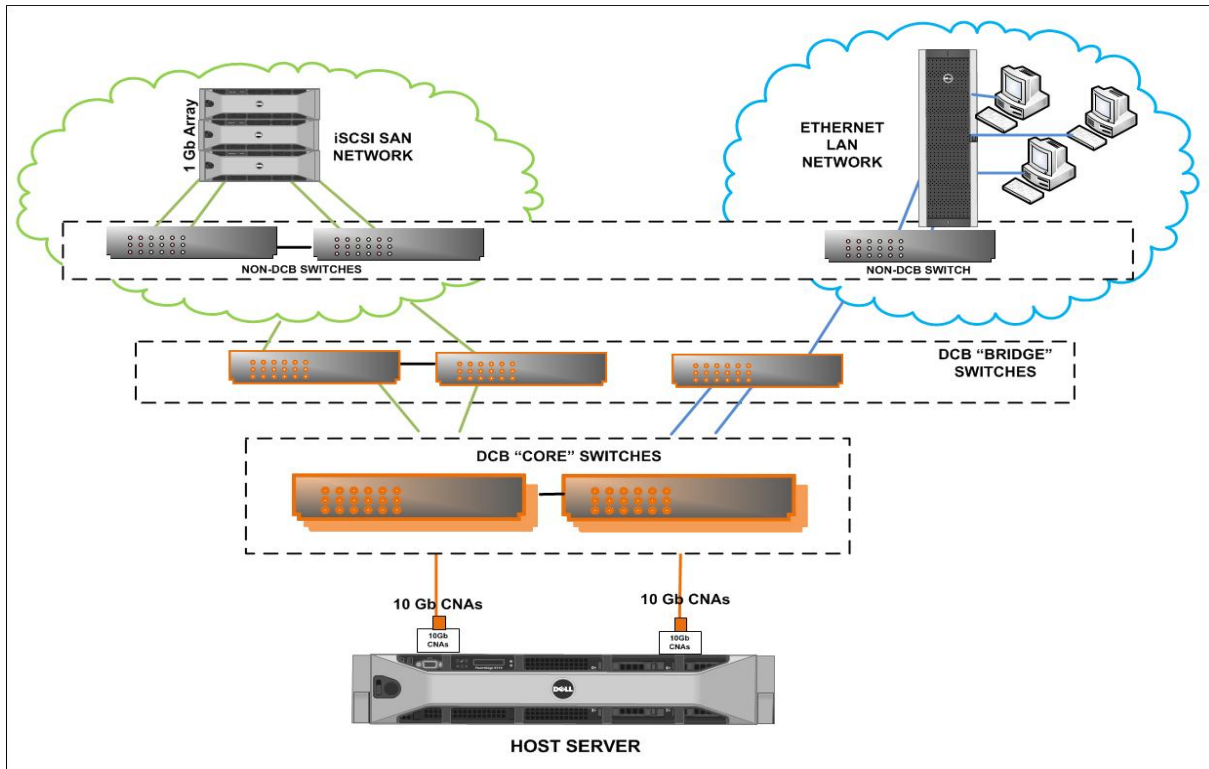 1 Gb Array
iSCSI SAN
NETWORK
ETHERNET
LAN
NETWORK
NON-DCB SWITCHES
NON-DCB SWITCH
DCB “BRIDGE”
SWITCHES
DCB “CORE” SWITCHES
10 Gb CNAs
10 Gb CNAs
10Gb
CNAs
10Gb
CNAs
DELL
HOST SERVER